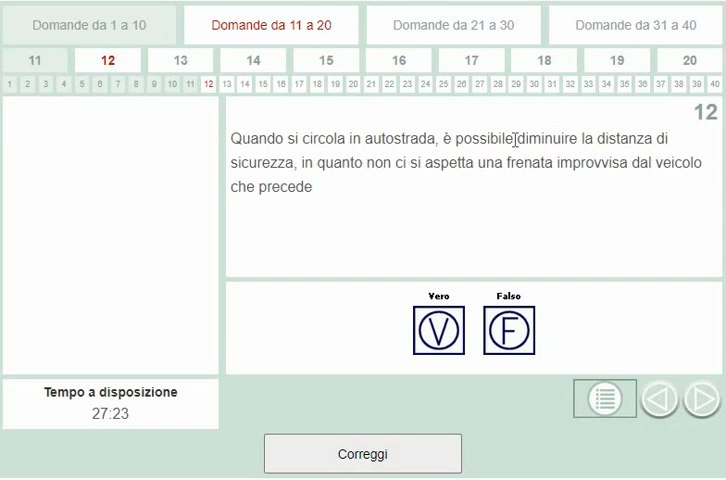 Domande da 1 a 10 Domande da 11 a 20 Domande da 21 a 30 Domande da 31 a 40
11 12 13 14 15 16 17 18 19 20
1 2 3 4 5 6 7 8 9 10 11 12 13 14 15 16 17 18 19 20 21 22 23 24 25 26 27 28 29 30 31 32 33 34 35 36 37 38 39 40
12
Quando si circola in autostrada, è possibile diminuire la distanza di
sicurezza, in quanto non ci si aspetta una frenata improvvisa dal veicolo
che precede
Vero Falso
V F
Tempo a disposizione
27:23
Correggi